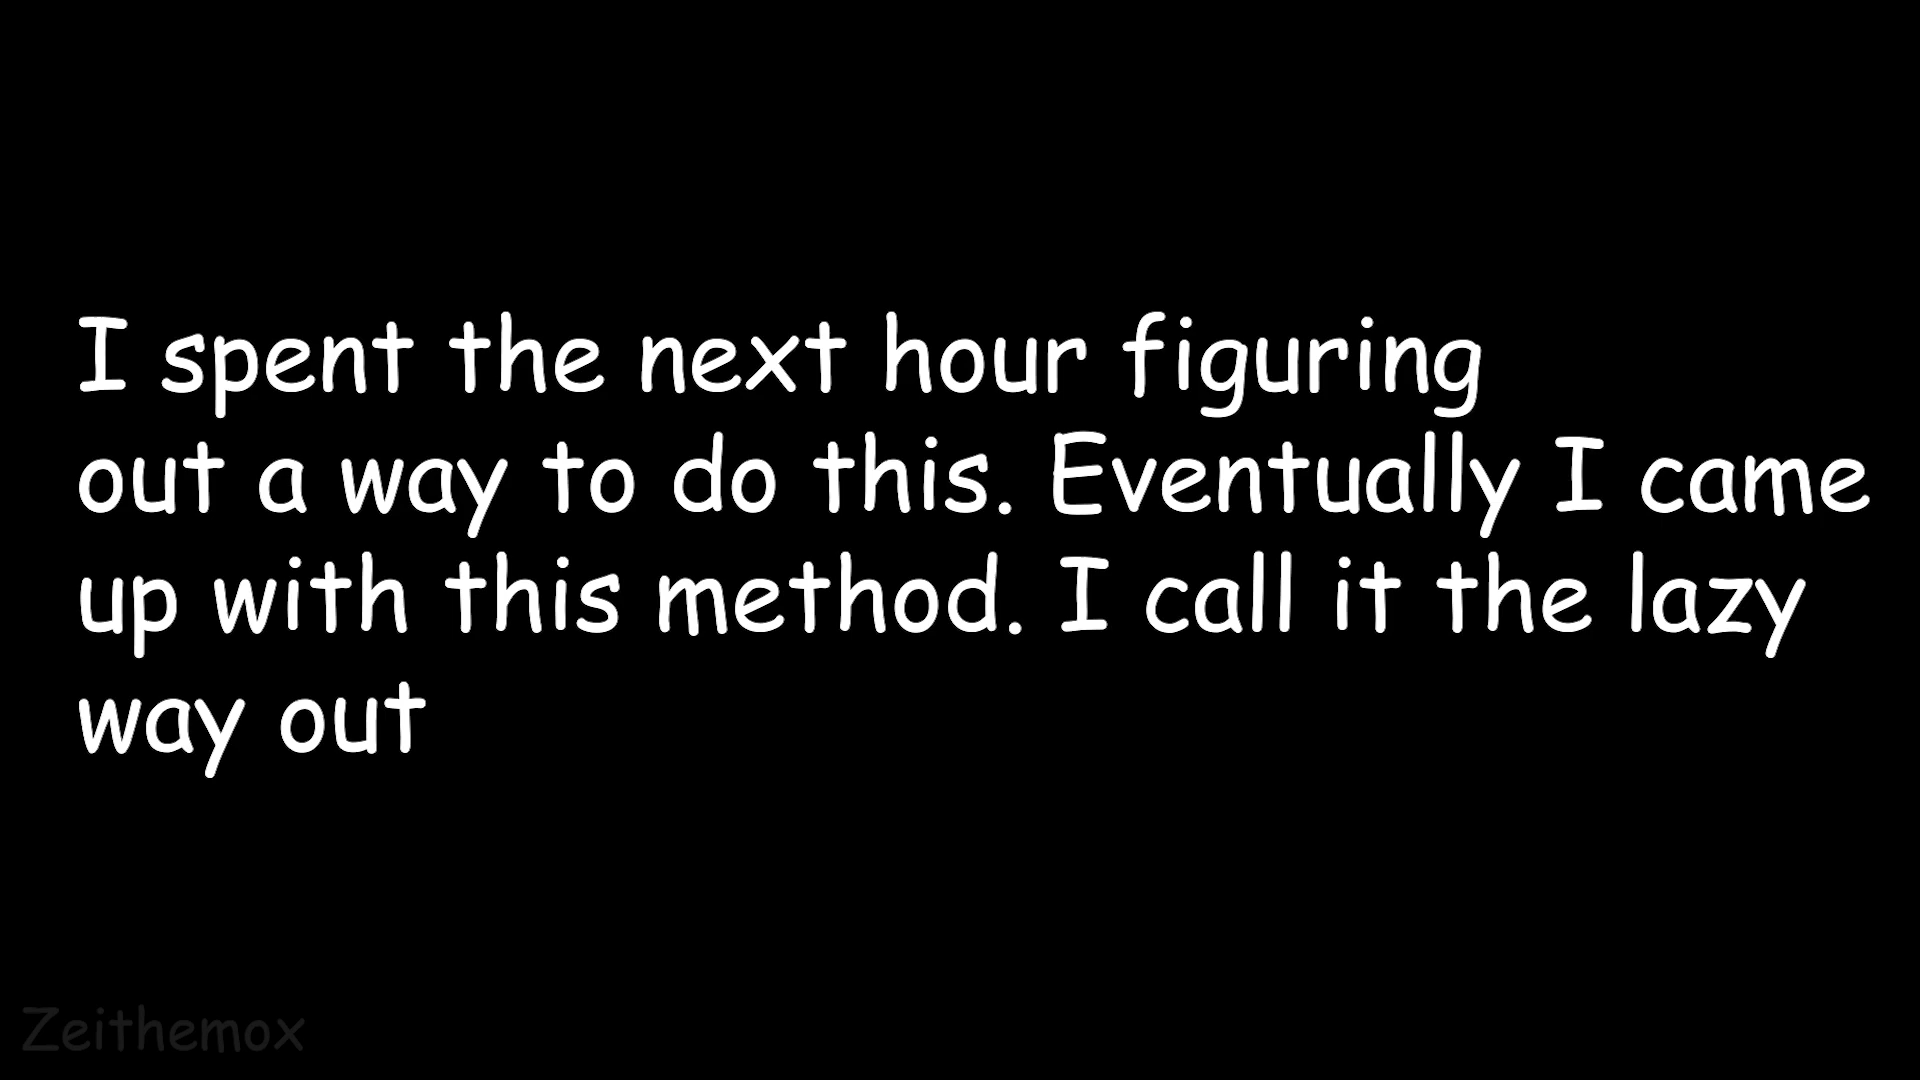 I spent the next hour figuring
out a way to do this. Eventually I came
up with this method. I call it the lazy
way out
Zeithemox